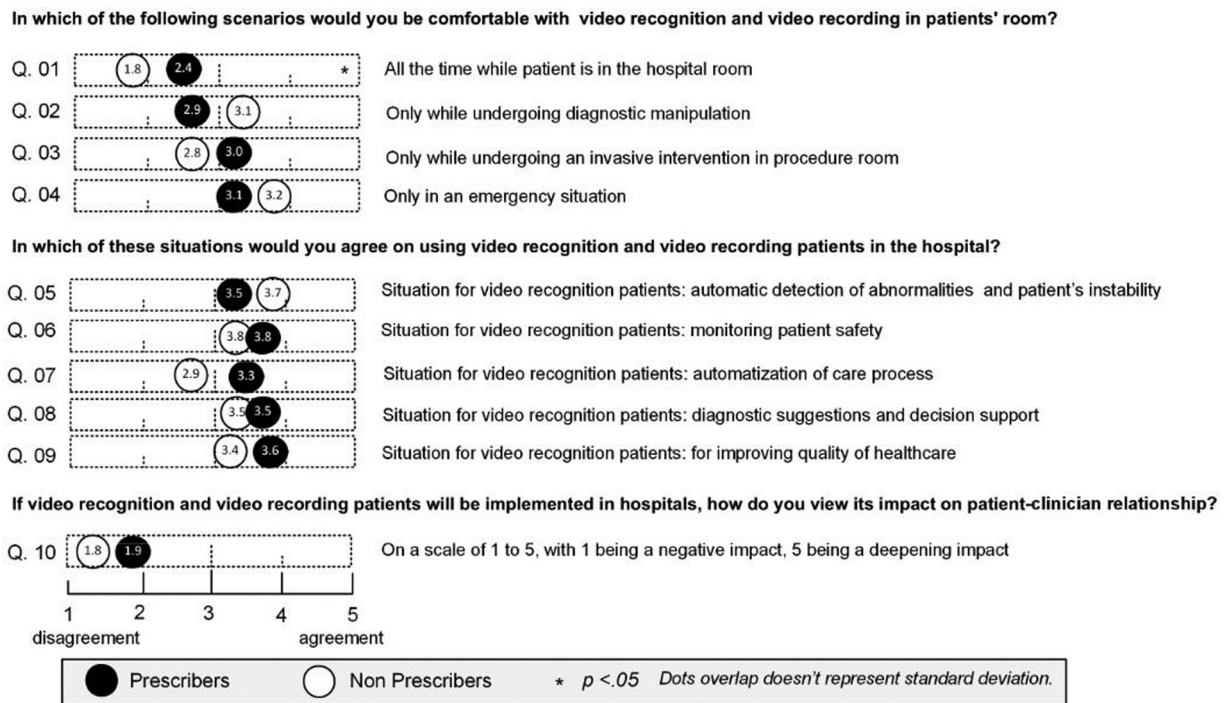 In which of the following scenarios would you be comfortable with video recognition and video recording in patients' room?
Q. 01 1.8 2.4 * All the time while patient is in the hospital room
Q. 02 2.9 3.1 Only while undergoing diagnostic manipulation
Q. 03 2.8 3.0 Only while undergoing an invasive intervention in procedure room
Q. 04 3.1 3.2 Only in an emergency situation
In which of these situations would you agree on using video recognition and video recording patients in the hospital?
Q. 05 3.5 3.7 Situation for video recognition patients: automatic detection of abnormalities and patient's instability
Q. 06 3.8 3.8 Situation for video recognition patients: monitoring patient safety
Q. 07 2.9 3.3 Situation for video recognition patients: automatization of care process
Q. 08 3.5 3.5 Situation for video recognition patients: diagnostic suggestions and decision support
Q. 09 3.4 3.6 Situation for video recognition patients: for improving quality of healthcare
If video recognition and video recording patients will be implemented in hospitals, how do you view its impact on patient-clinician relationship?
Q. 10 1.8 1.9 On a scale of 1 to 5, with 1 being a negative impact, 5 being a deepening impact
1 2 3 4 5
disagreement agreement
Prescribers Non Prescribers * p <.05 Dots overlap doesn't represent standard deviation.